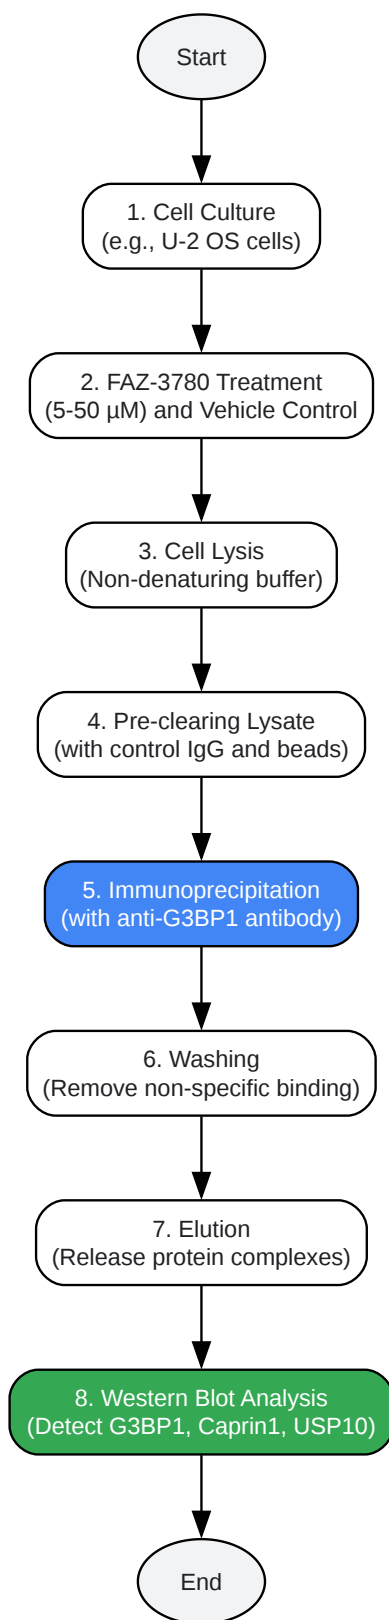 Start
1. Cell Culture
(e.g., U-2 OS cells)
2. FAZ-3780 Treatment
(5-50 µM) and Vehicle Control
3. Cell Lysis
(Non-denaturing buffer)
4. Pre-clearing Lysate
(with control IgG and beads)
5. Immunoprecipitation
(with anti-G3BP1 antibody)
6. Washing
(Remove non-specific binding)
7. Elution
(Release protein complexes)
8. Western Blot Analysis
(Detect G3BP1, Caprin1, USP10)
End